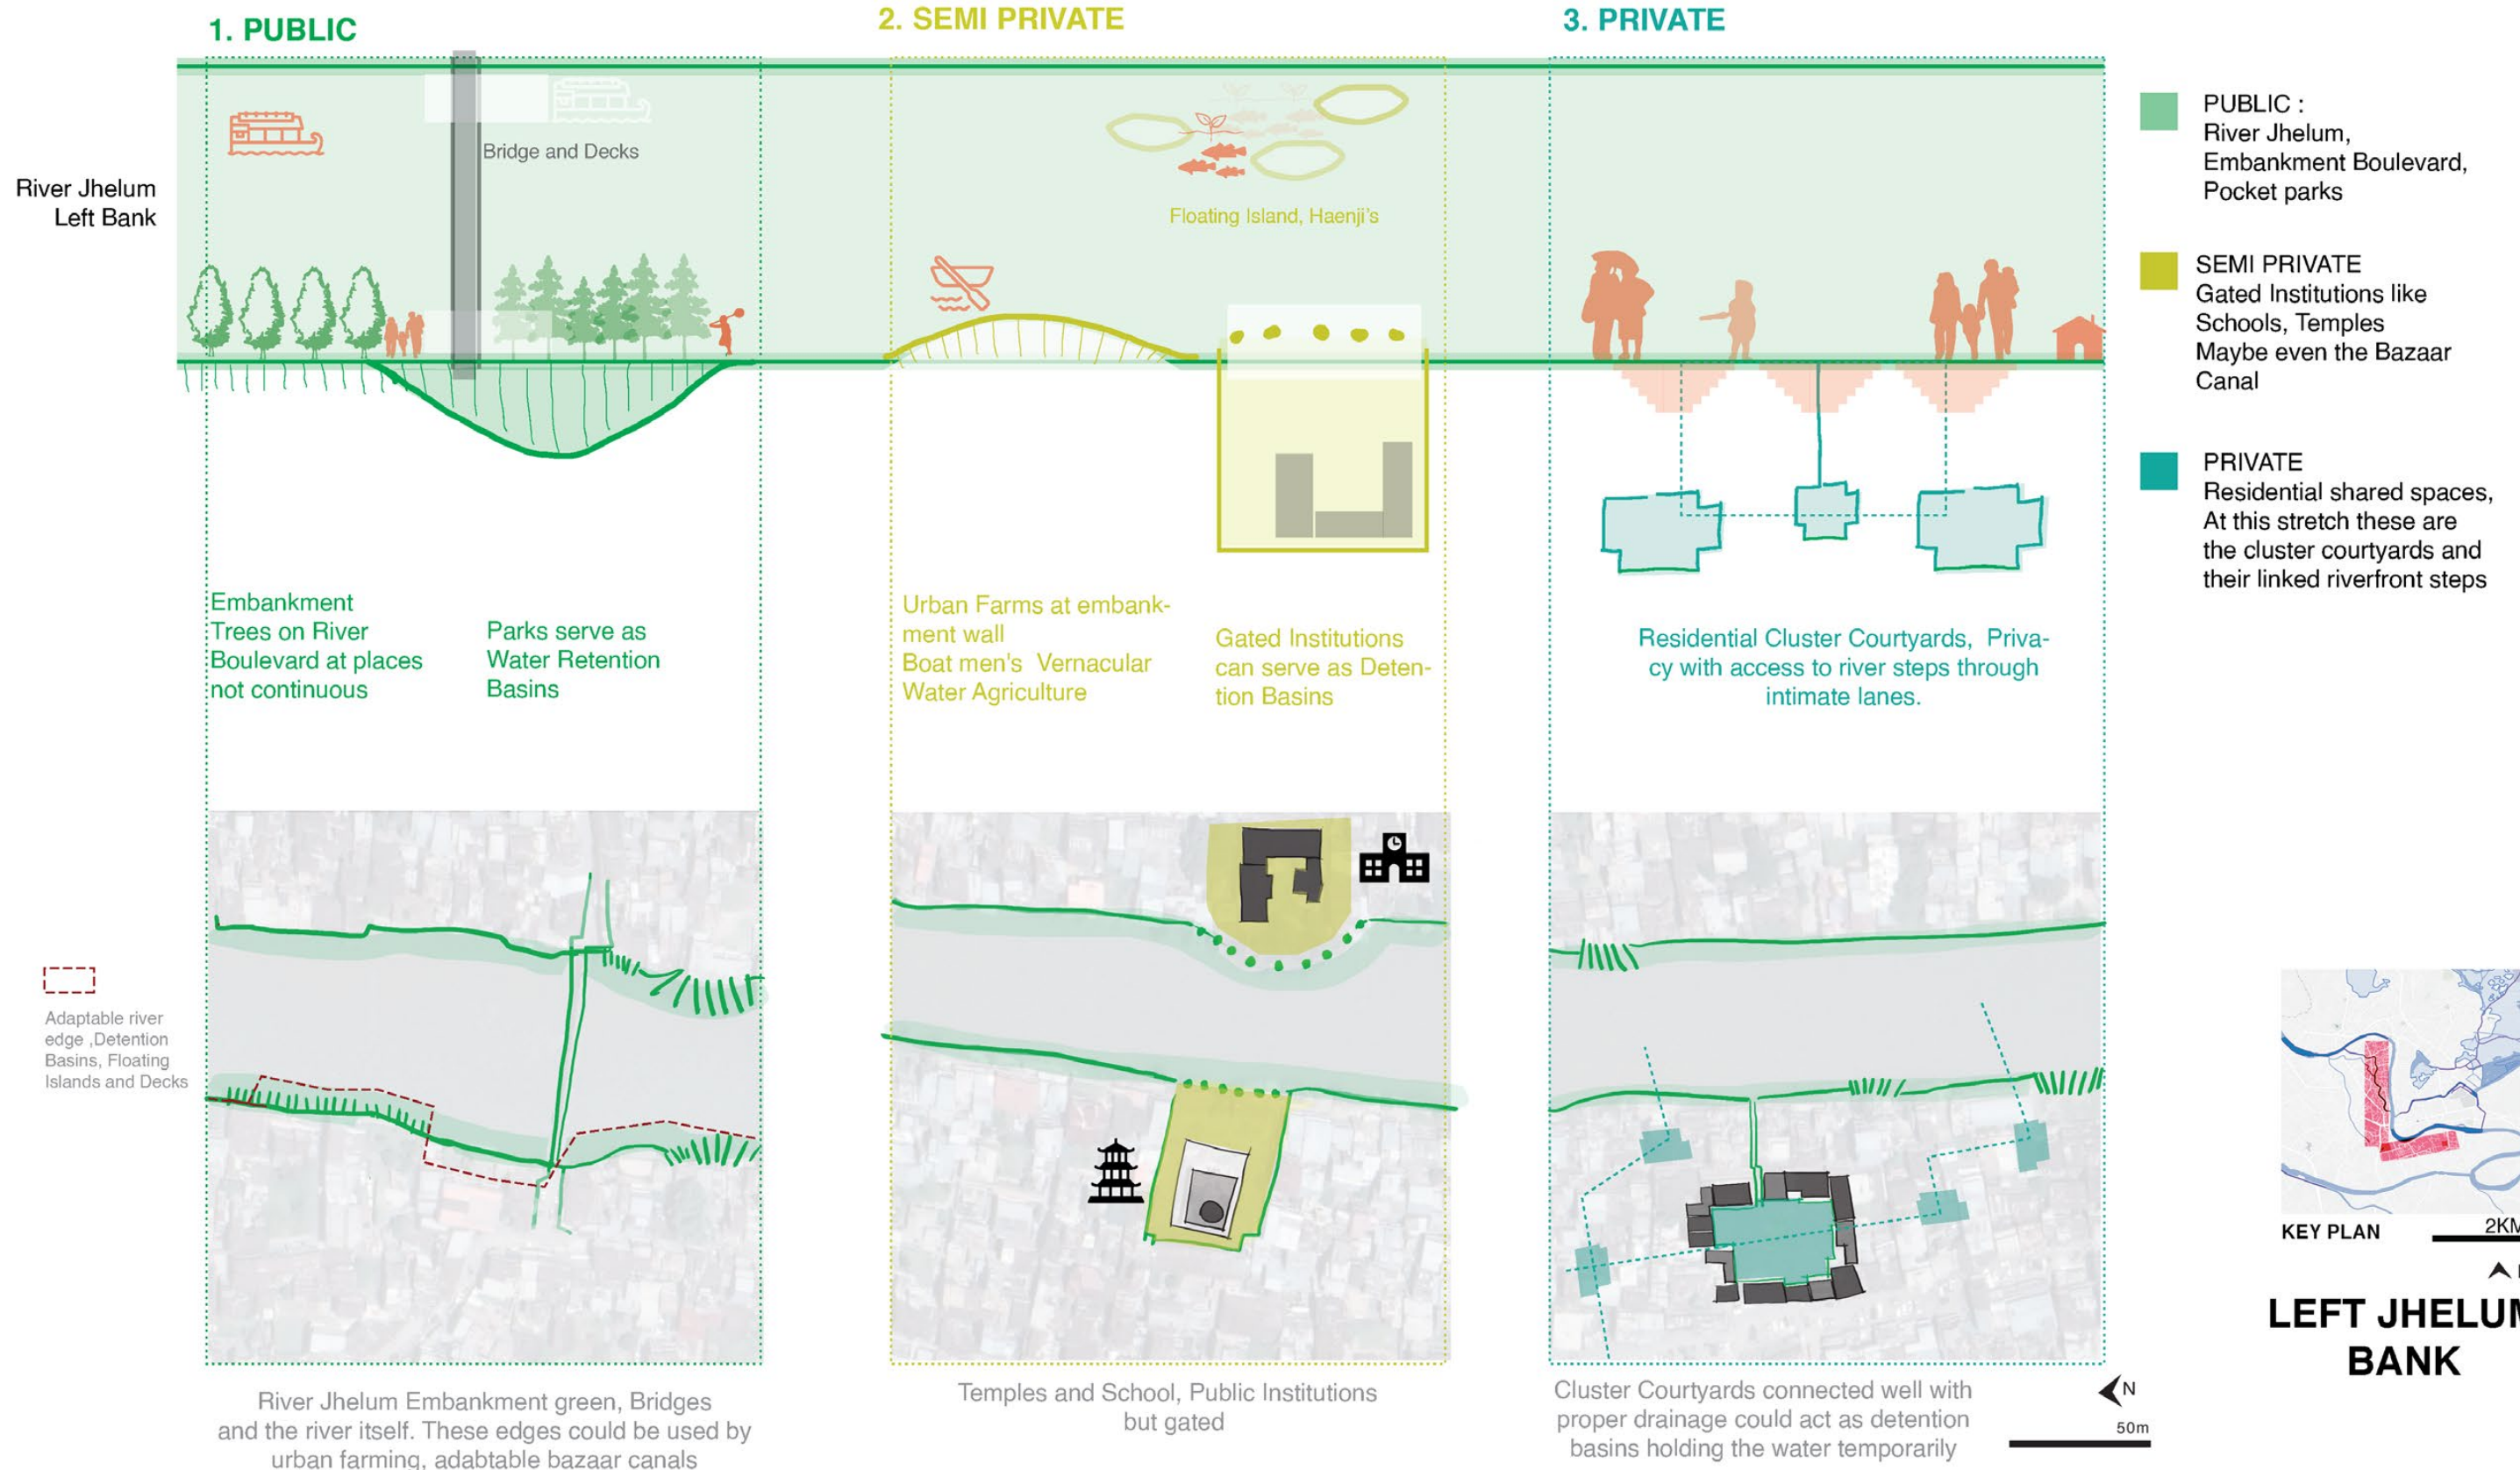 1. PUBLIC
2. SEMI PRIVATE
3. PRIVATE
River Jhelum
Left Bank
Bridge and Decks
Floating Island, Haenji's
PUBLIC :
River Jhelum,
Embankment Boulevard,
Pocket parks
SEMI PRIVATE
Gated Institutions like
Schools, Temples
Maybe even the Bazaar
Canal
PRIVATE
Residential shared spaces,
At this stretch these are
the cluster courtyards and
their linked riverfront steps
Embankment
Trees on River
Boulevard at places
not continuous
Parks serve as
Water Retention
Basins
Urban Farms at embank-
ment wall
Boat men's Vernacular
Water Agriculture
Gated Institutions
can serve as Deten-
tion Basins
Residential Cluster Courtyards, Priva-
cy with access to river steps through
intimate lanes.
Adaptable river
edge ,Detention
Basins, Floating
Islands and Decks
River Jhelum Embankment green, Bridges
and the river itself. These edges could be used by
urban farming, adabtable bazaar canals
Temples and School, Public Institutions
but gated
Cluster Courtyards connected well with
proper drainage could act as detention
basins holding the water temporarily
N
50m
KEY PLAN
2KM
LEFT JHELUM
BANK